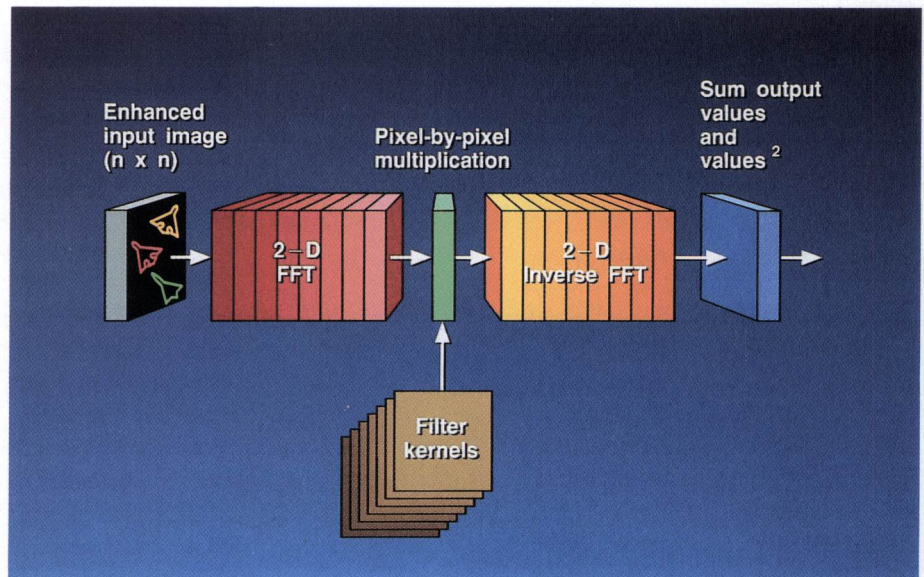 Enhanced
input image
(n x n)
2-D
FFT
Pixel-by-pixel
multiplication
2-D
Inverse FFT
Sum output
values
and
values 2
Filter
kernels